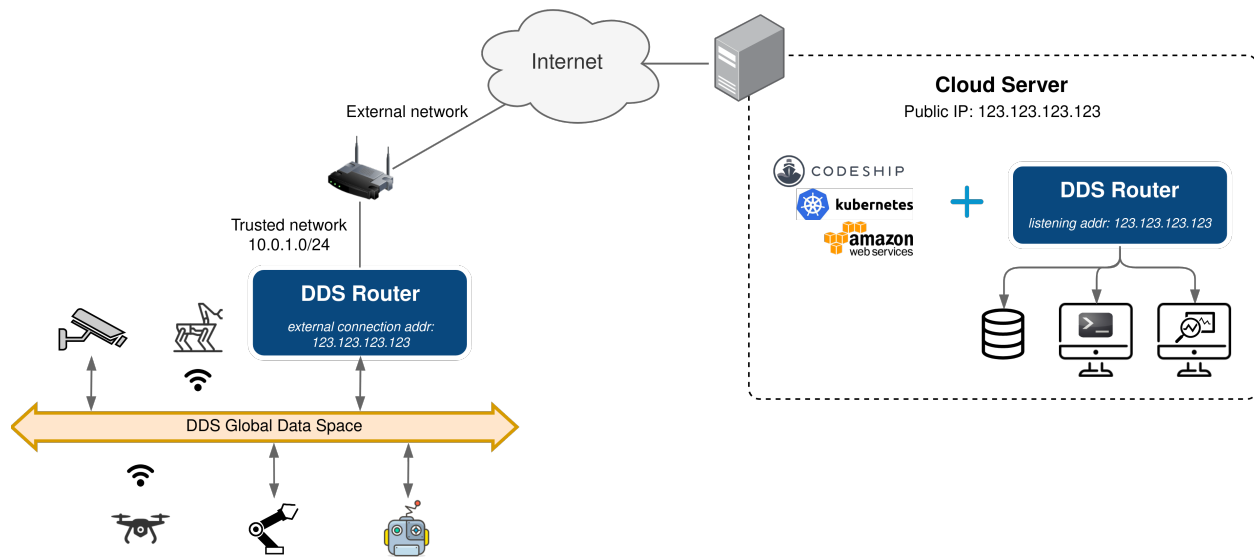 Internet
Cloud Server
Public IP: 123.123.123.123
External network
CODESHIP
kubernetes
amazon
web services
DDS Router
listening addr: 123.123.123.123
Trusted network
10.0.1.0/24
DDS Router
external connection addr:
123.123.123.123
DDS Global Data Space